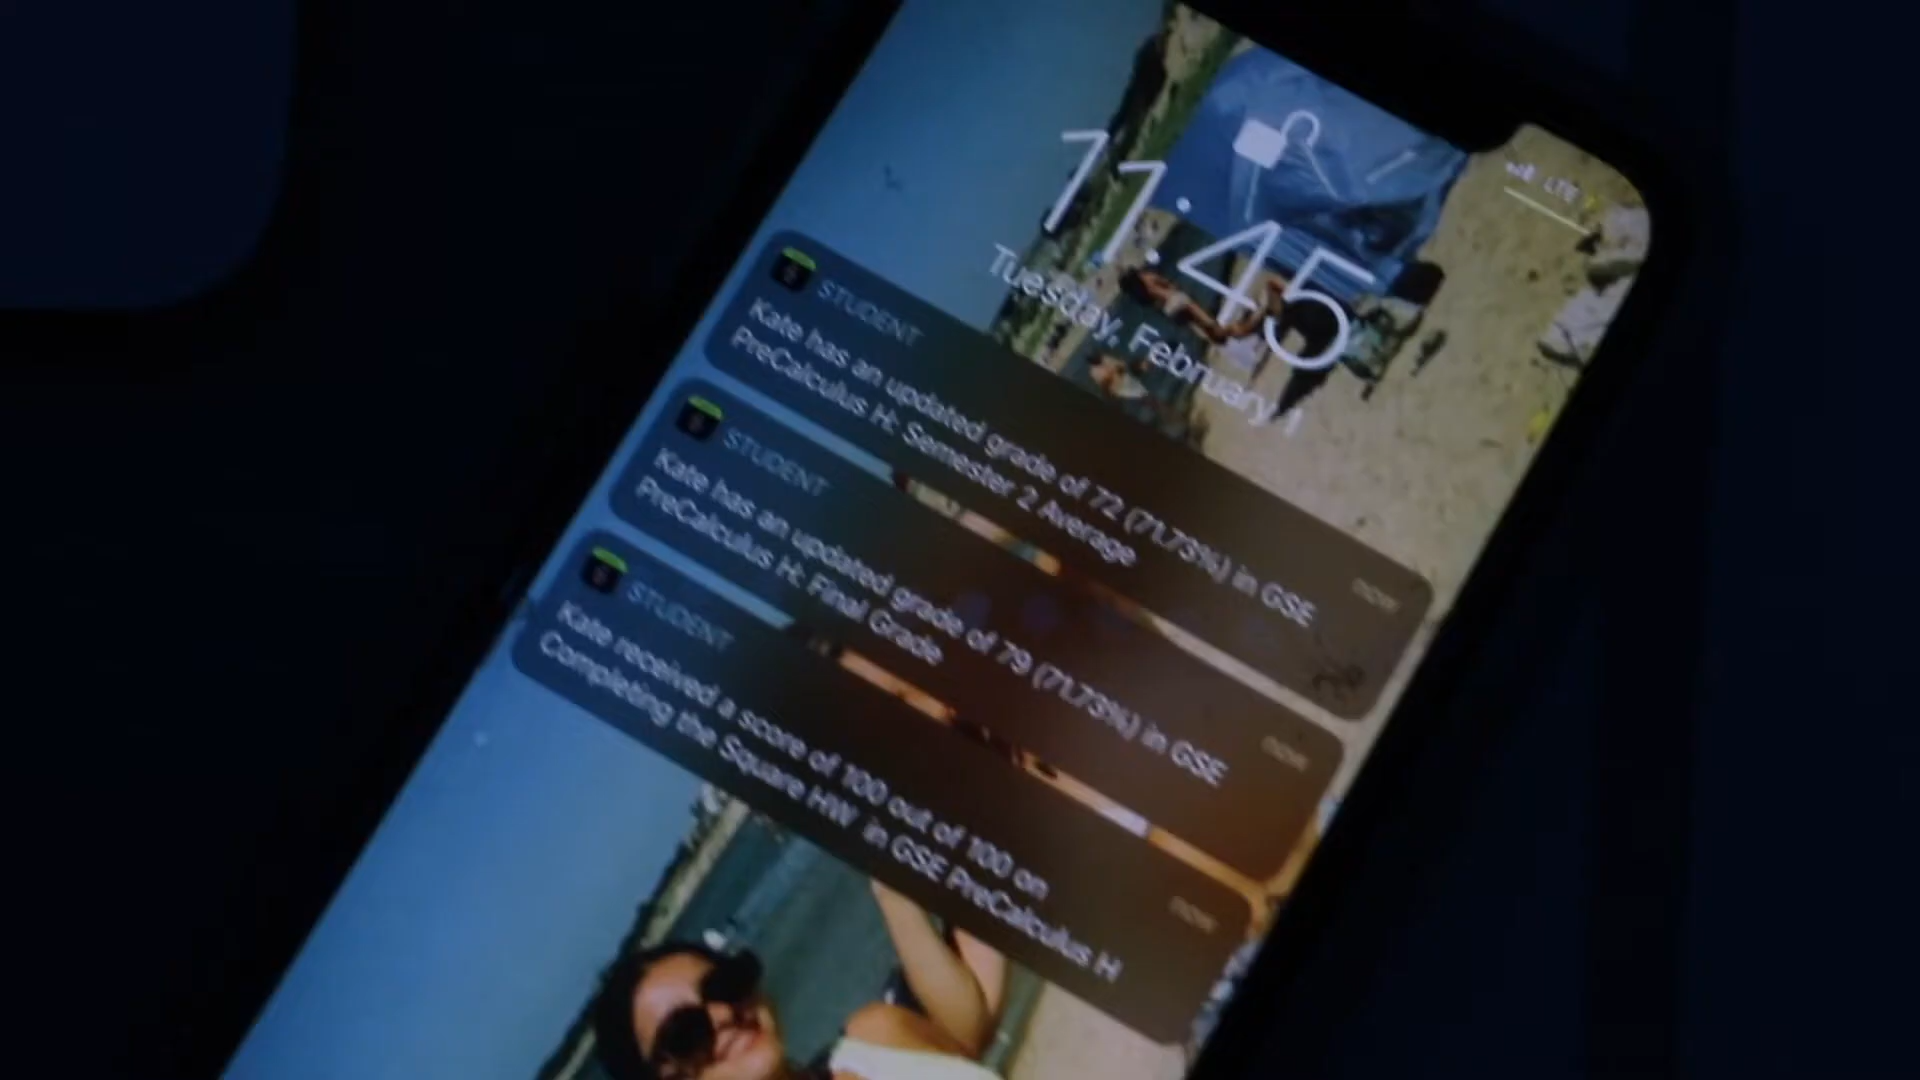 LTE
11:45
Tuesday, February 1
STUDENT
now
Kate has an updated grade of 72 (71.73%) in GSE
PreCalculus H: Semester 2 Average
STUDENT
now
Kate has an updated grade of 79 (71.73%) in GSE
PreCalculus H: Final Grade
STUDENT
now
Kate received a score of 100 out of 100 on
Completing the Square HW in GSE PreCalculus H